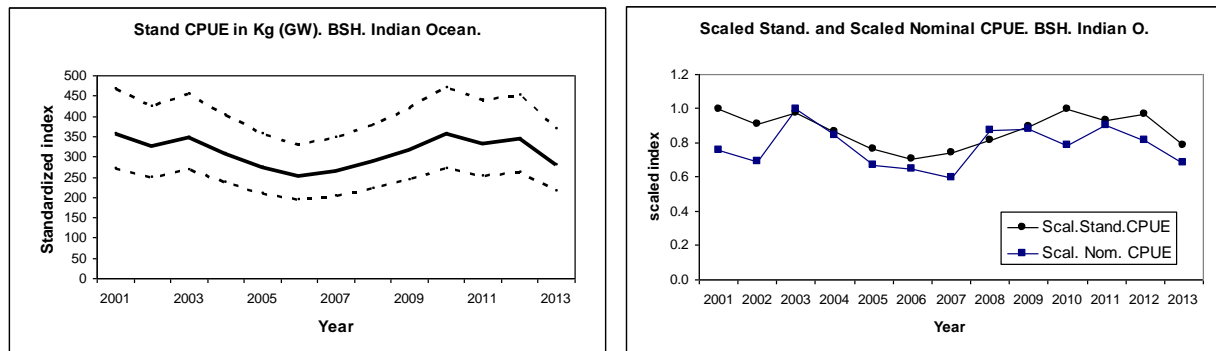 Stand CPUE in Kg (GW). BSH. Indian Ocean.
Standardized index
500
450
400
350
300
250
200
150
100
50
0
2001 2003 2005 2007 2009 2011 2013
Year
Scaled Stand. and Scaled Nominal CPUE. BSH. Indian O.
scaled index
1.2
1.0
0.8
0.6
0.4
0.2
0.0
Scal.Stand.CPUE
Scal. Nom. CPUE
2001 2002 2003 2004 2005 2006 2007 2008 2009 2010 2011 2012 2013
Year